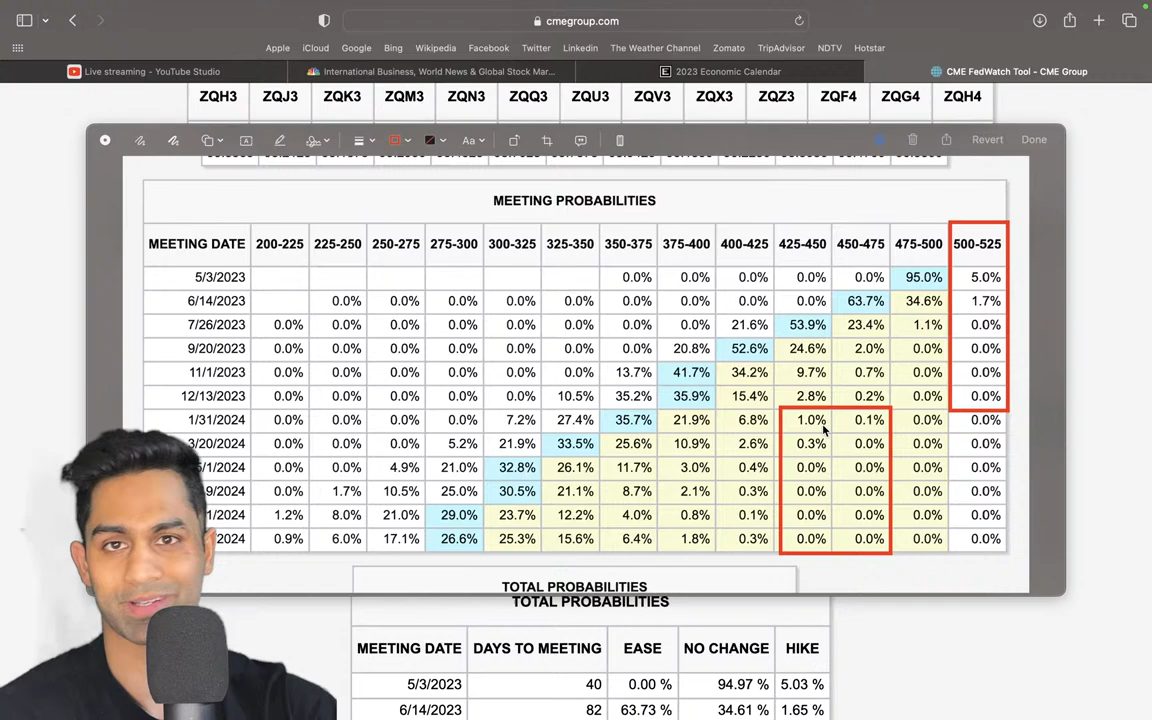 cmegroup.com
Apple iCloud Google Bing Wikipedia Facebook Twitter Linkedin The Weather Channel Zomato TripAdvisor NDTV Hotstar
Live streaming - YouTube Studio International Business, World News & Global Stock Mar... 2023 Economic Calendar CME FedWatch Tool - CME Group
ZQH3 ZQJ3 ZQK3 ZQM3 ZQN3 ZQQ3 ZQU3 ZQV3 ZQX3 ZQZ3 ZQF4 ZQG4 ZQH4
Aa Revert Done
MEETING PROBABILITIES
MEETING DATE 200-225 225-250 250-275 275-300 300-325 325-350 350-375 375-400 400-425 425-450 450-475 475-500 500-525
5/3/2023 0.0% 0.0% 0.0% 0.0% 0.0% 95.0% 5.0%
6/14/2023 0.0% 0.0% 0.0% 0.0% 0.0% 0.0% 0.0% 0.0% 0.0% 63.7% 34.6% 1.7%
7/26/2023 0.0% 0.0% 0.0% 0.0% 0.0% 0.0% 0.0% 0.0% 21.6% 53.9% 23.4% 1.1% 0.0%
9/20/2023 0.0% 0.0% 0.0% 0.0% 0.0% 0.0% 0.0% 20.8% 52.6% 24.6% 2.0% 0.0% 0.0%
11/1/2023 0.0% 0.0% 0.0% 0.0% 0.0% 0.0% 13.7% 41.7% 34.2% 9.7% 0.7% 0.0% 0.0%
12/13/2023 0.0% 0.0% 0.0% 0.0% 0.0% 10.5% 35.2% 35.9% 15.4% 2.8% 0.2% 0.0% 0.0%
1/31/2024 0.0% 0.0% 0.0% 0.0% 7.2% 27.4% 35.7% 21.9% 6.8% 1.0% 0.1% 0.0% 0.0%
3/20/2024 0.0% 0.0% 0.0% 5.2% 21.9% 33.5% 25.6% 10.9% 2.6% 0.3% 0.0% 0.0% 0.0%
5/1/2024 0.0% 0.0% 4.9% 21.0% 32.8% 26.1% 11.7% 3.0% 0.4% 0.0% 0.0% 0.0% 0.0%
9/2024 0.0% 1.7% 10.5% 25.0% 30.5% 21.1% 8.7% 2.1% 0.3% 0.0% 0.0% 0.0% 0.0%
1/2024 1.2% 8.0% 21.0% 29.0% 23.7% 12.2% 4.0% 0.8% 0.1% 0.0% 0.0% 0.0% 0.0%
2024 0.9% 6.0% 17.1% 26.6% 25.3% 15.6% 6.4% 1.8% 0.3% 0.0% 0.0% 0.0% 0.0%
TOTAL PROBABILITIES
TOTAL PROBABILITIES
MEETING DATE DAYS TO MEETING EASE NO CHANGE HIKE
5/3/2023 40 0.00 % 94.97 % 5.03 %
6/14/2023 82 63.73 % 34.61 % 1.65 %